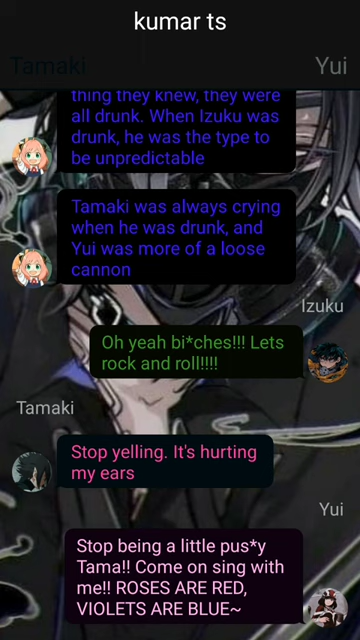 kumar ts
Tamaki
Yui
thing they knew, they were
all drunk. When Izuku was
drunk, he was the type to
be unpredictable
Tamaki was always crying
when he was drunk, and
Yui was more of a loose
cannon
Izuku
Oh yeah bi*ches!!! Lets
rock and roll!!!!
Tamaki
Stop yelling. It's hurting
my ears
Yui
Stop being a little pus*y
Tama!! Come on sing with
me!! ROSES ARE RED,
VIOLETS ARE BLUE~